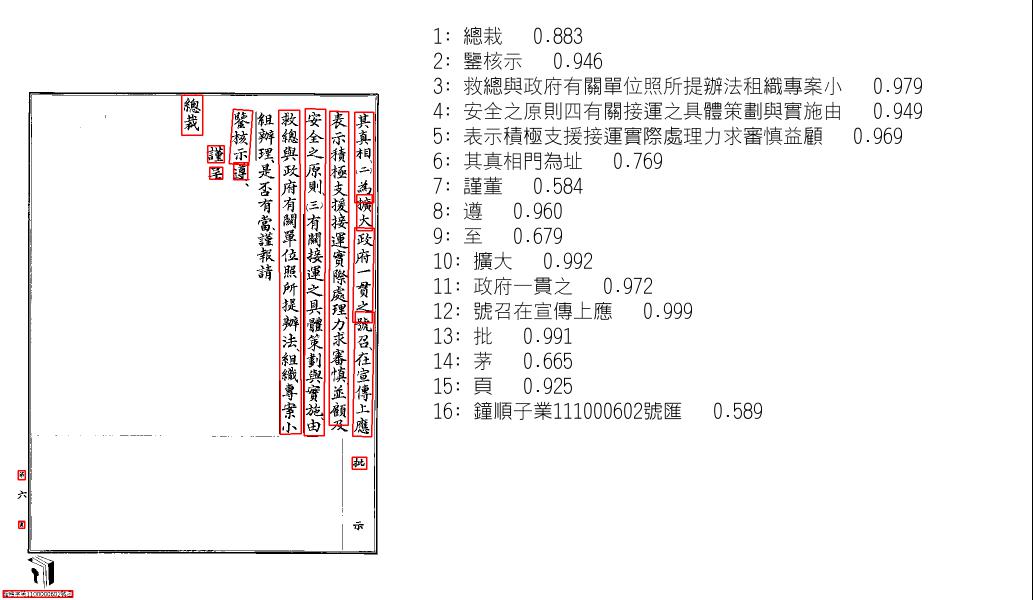 其真相、(二)為擴大政府一貫之號召、在宣傳上應
表示積極支援接運實際處理力求審慎並顧及
安全之原則、(三)有關接運之具體策劃與實施、由
救總與政府有關單位照所提辦法、組織專案小
組辦理、是否有當、謹報請
鑒核示遵、
謹呈
總裁
批示
第六頁
1: 總裁 0.883
2: 鑒核示 0.946
3: 救總與政府有關單位照所提辦法租織專案小 0.979
4: 安全之原則四有關接運之具體策劃與實施由 0.949
5: 表示積極支援接運實際處理力求審慎益顧 0.969
6: 其真相門為址 0.769
7: 謹董 0.584
8: 遵 0.960
9: 至 0.679
10: 擴大 0.992
11: 政府一貫之 0.972
12: 號召在宣傳上應 0.999
13: 批 0.991
14: 茅 0.665
15: 頁 0.925
16: 鐘順子業111000602號匯 0.589